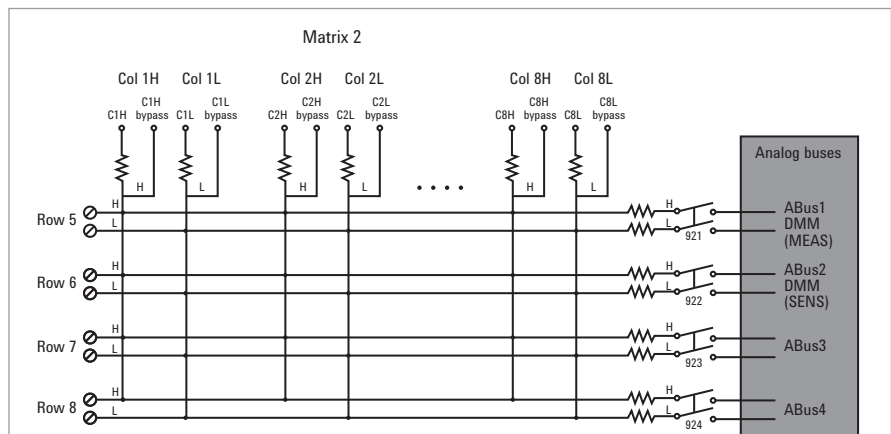 Matrix 2
Col 1H Col 1L Col 2H Col 2L Col 8H Col 8L
C1H C1H bypass C1L C1L bypass C2H C2H bypass C2L C2L bypass C8H C8H bypass C8L C8L bypass
H L H L H L
Analog buses
Row 5 H L H L 921 ABus1 DMM (MEAS)
Row 6 H L H L 922 ABus2 DMM (SENS)
Row 7 H L H L 923 ABus3
Row 8 H L H L 924 ABus4